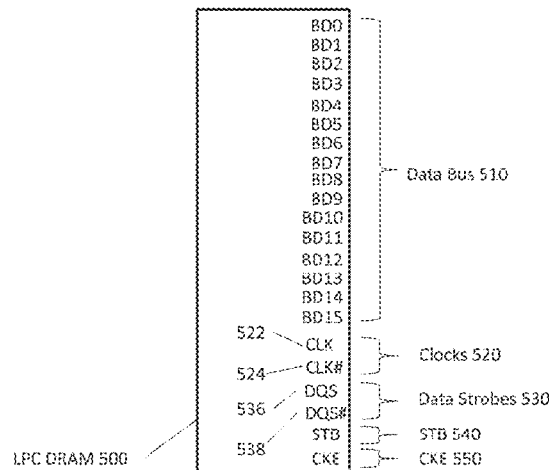 BD0
BD1
BD2
BD3
BD4
BD5
BD6
BD7
BD8
BD9
BD10
BD11
BD12
BD13
BD14
BD15
Data Bus 510
522
CLK
524
CLK#
Clocks 520
536
DQS
538
DQS#
Data Strobes 530
STB
STB 540
CKE
CKE 550
LPC DRAM 500